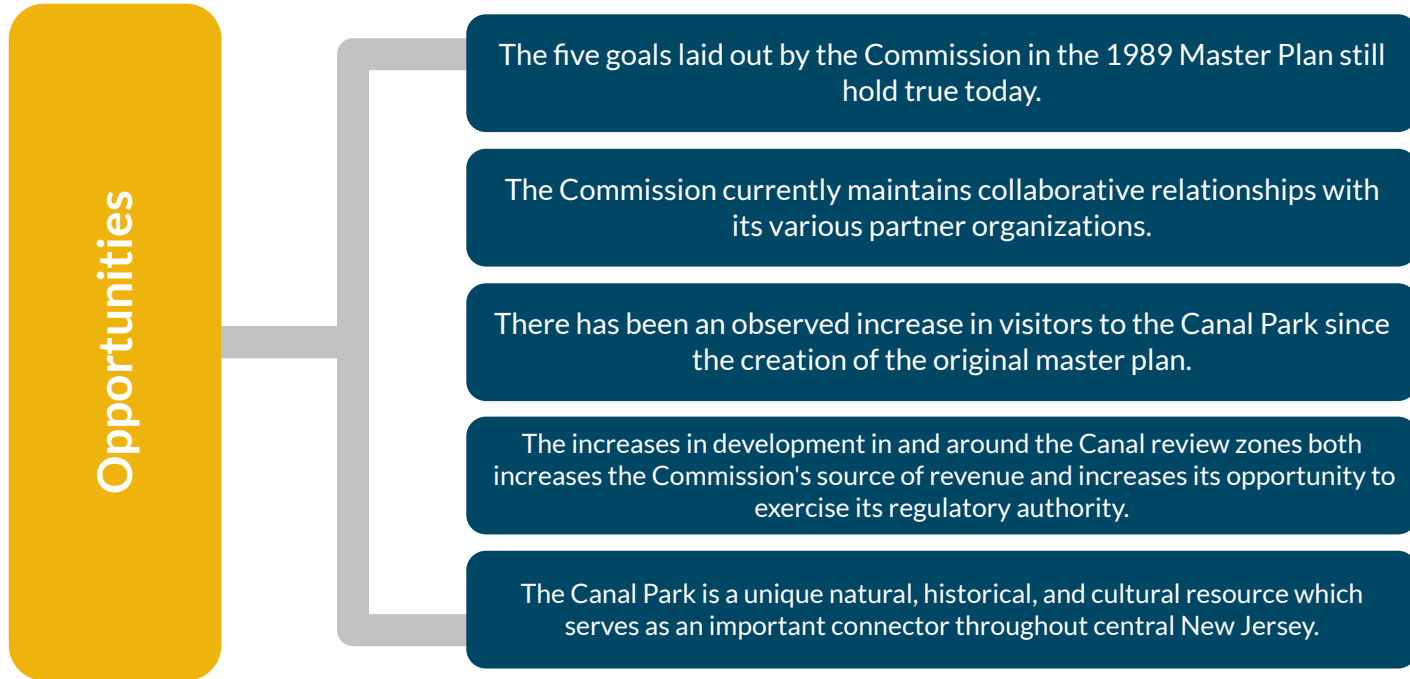 Opportunities
The five goals laid out by the Commission in the 1989 Master Plan still
hold true today.
The Commission currently maintains collaborative relationships with
its various partner organizations.
There has been an observed increase in visitors to the Canal Park since
the creation of the original master plan.
The increases in development in and around the Canal review zones both
increases the Commission's source of revenue and increases its opportunity to
exercise its regulatory authority.
The Canal Park is a unique natural, historical, and cultural resource which
serves as an important connector throughout central New Jersey.